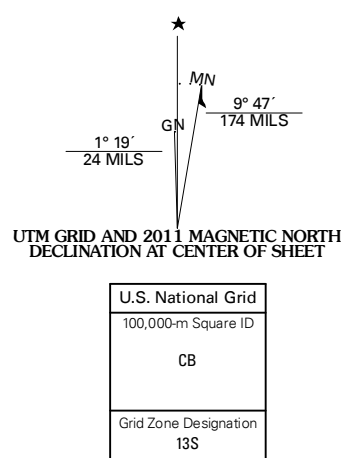 MN
GN
9° 47´
174 MILS
1° 19´
24 MILS
UTM GRID AND 2011 MAGNETIC NORTH
DECLINATION AT CENTER OF SHEET
U.S. National Grid
100,000-m Square ID
CB
Grid Zone Designation
13S